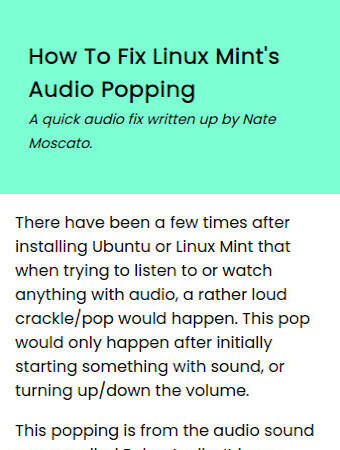 How To Fix Linux Mint's
Audio Popping
A quick audio fix written up by Nate
Moscato.
There have been a few times after
installing Ubuntu or Linux Mint that
when trying to listen to or watch
anything with audio, a rather loud
crackle/pop would happen. This pop
would only happen after initially
starting something with sound, or
turning up/down the volume.
This popping is from the audio sound